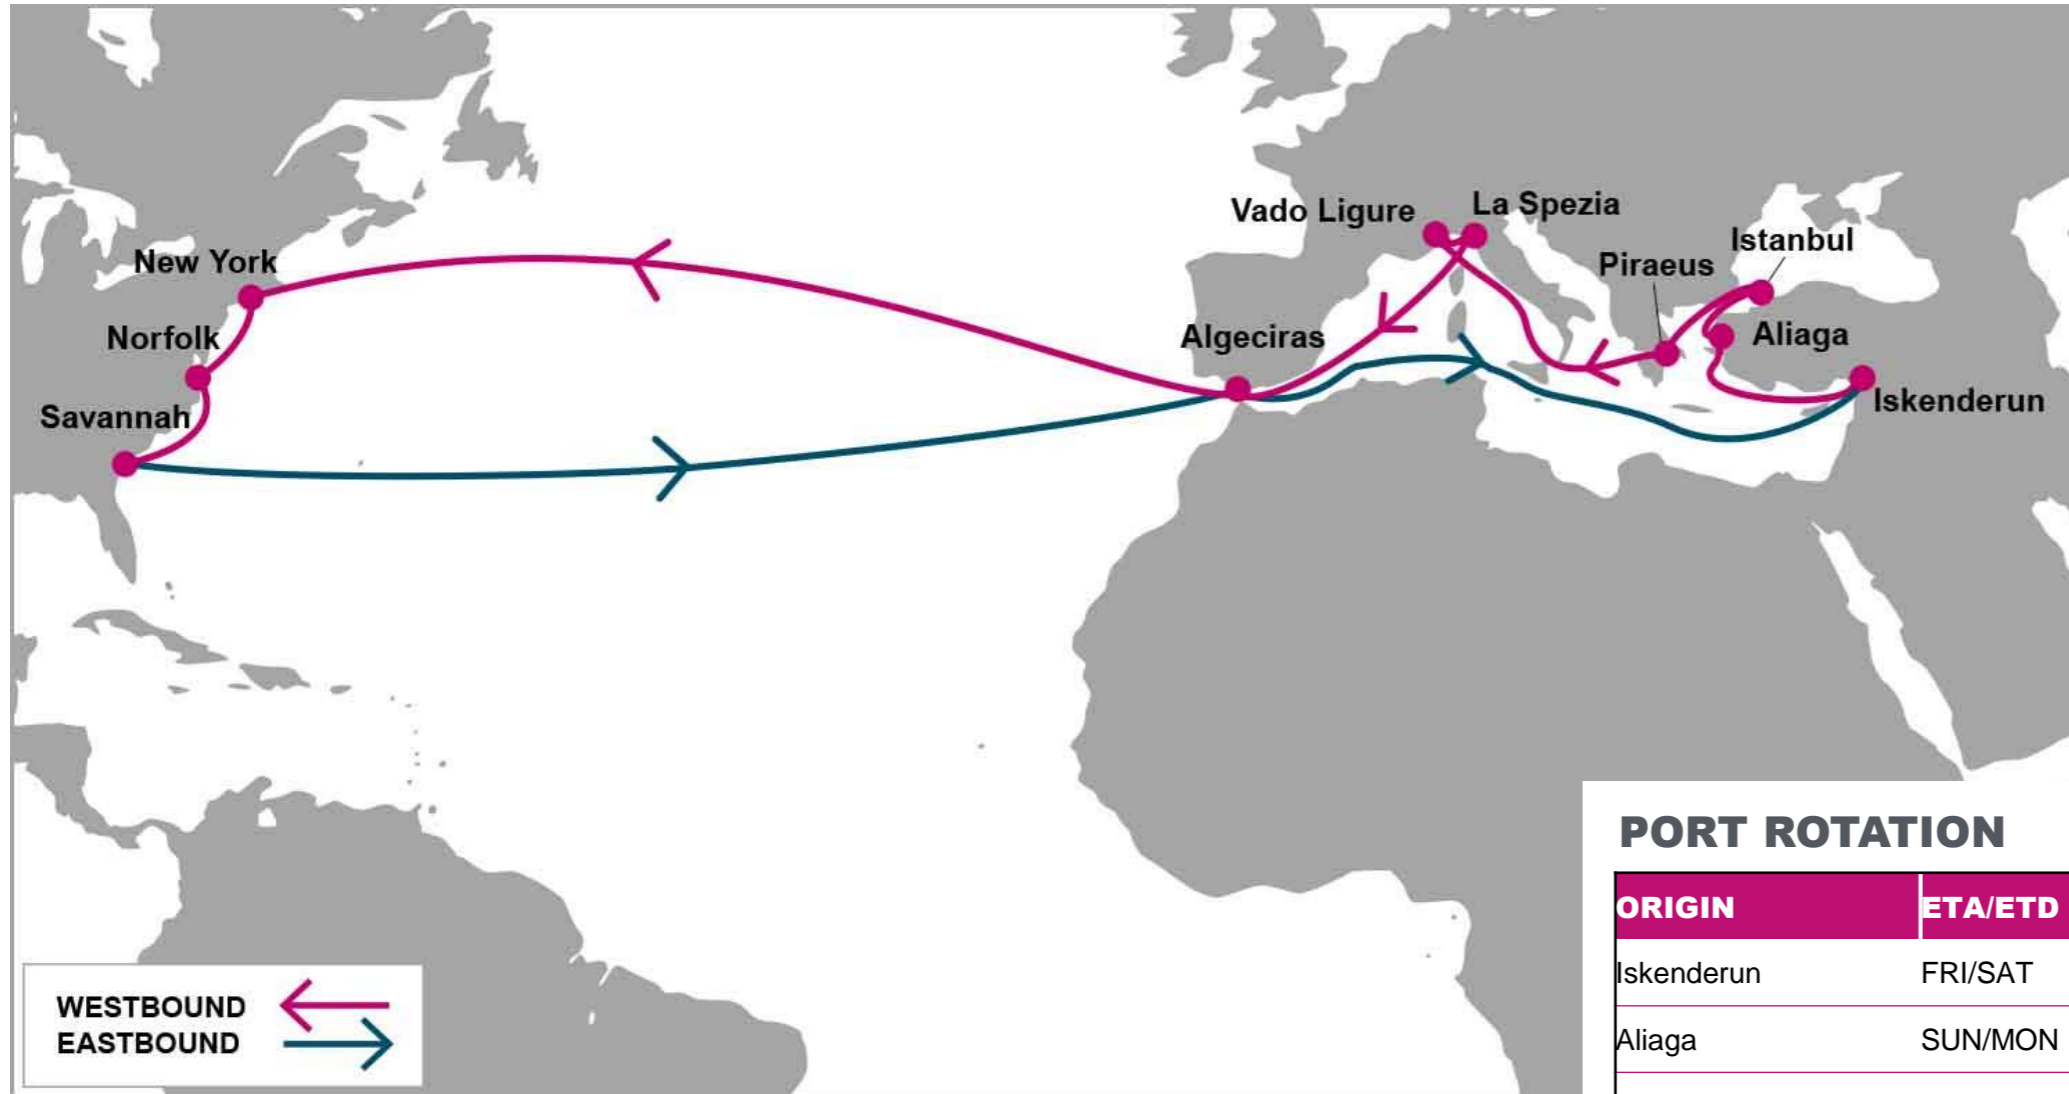 Vado Ligure
La Spezia
Istanbul
Piraeus
New York
Norfolk
Algeciras
Aliaga
Savannah
Iskenderun
PORT ROTATION
ORIGIN ETA/ETD
Iskenderun FRI/SAT
Aliaga SUN/MON
WESTBOUND
EASTBOUND